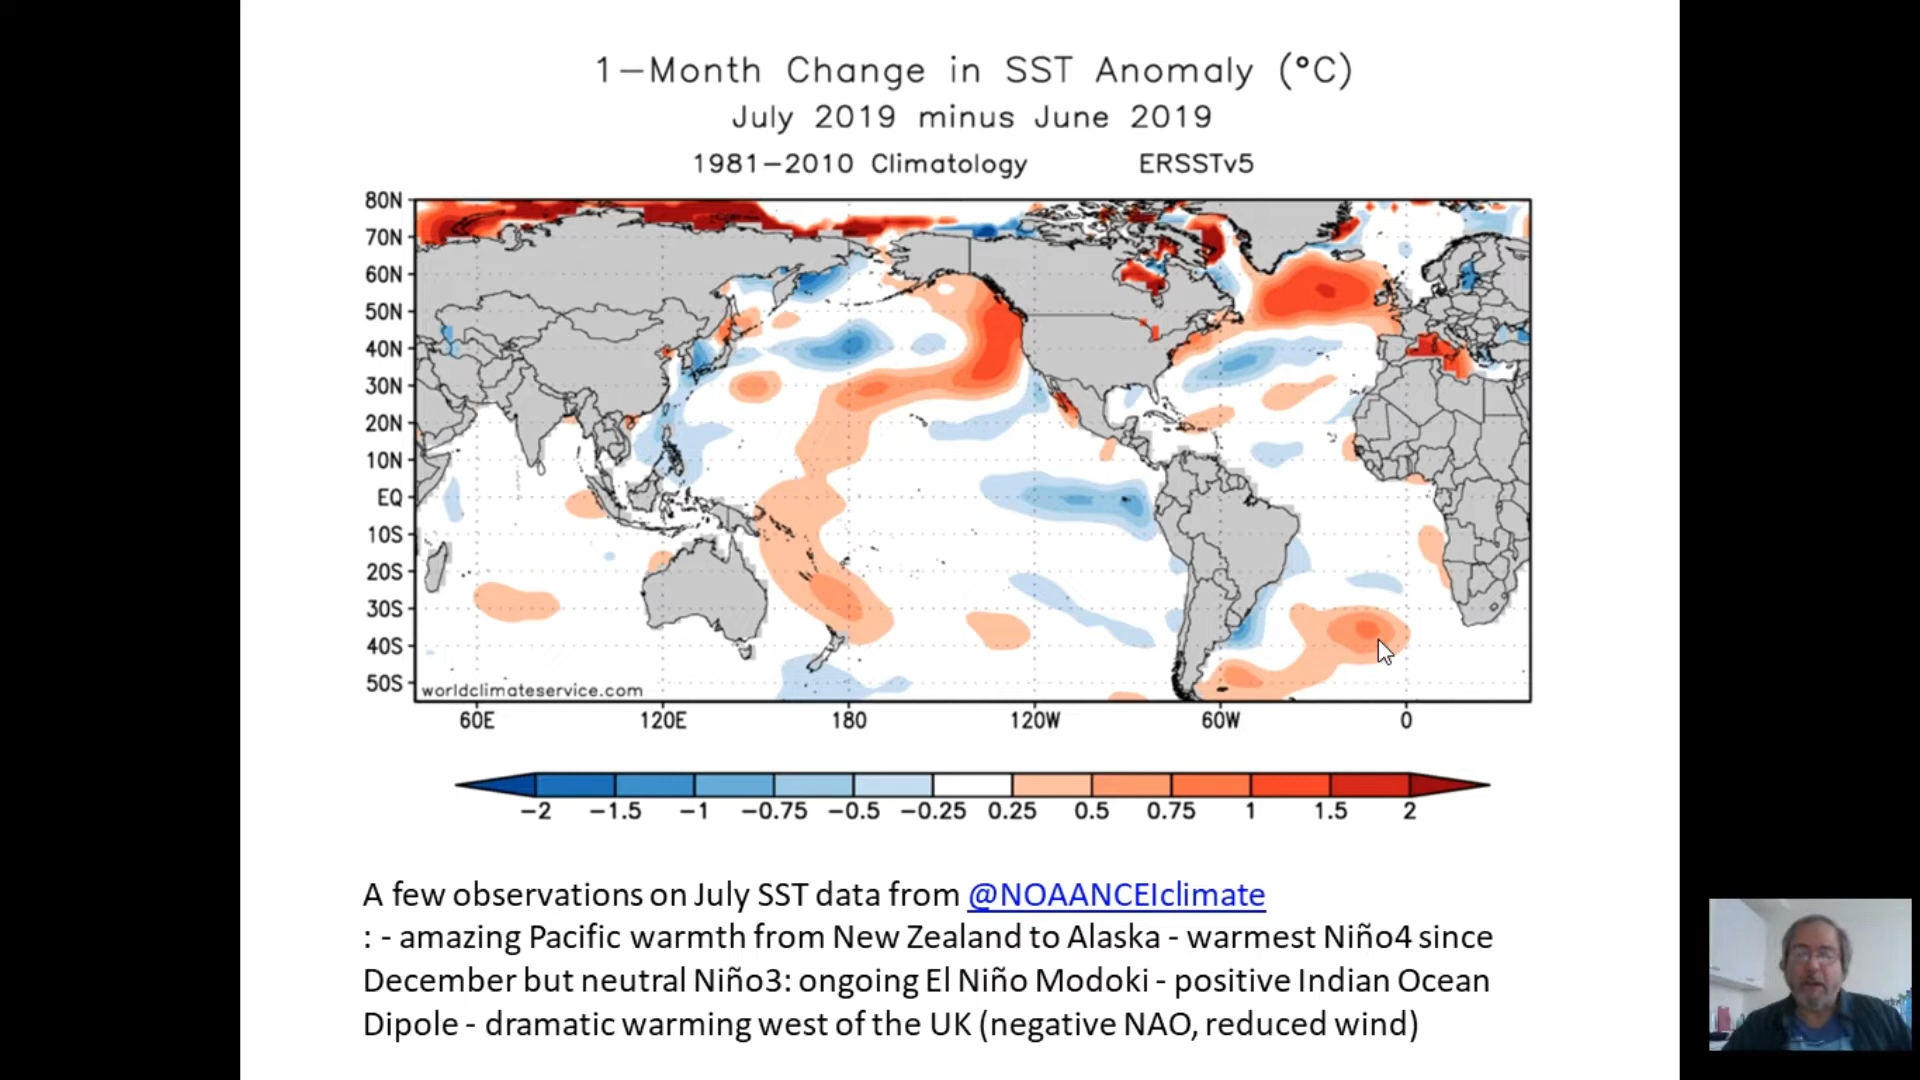 1-Month Change in SST Anomaly (°C)
July 2019 minus June 2019
1981-2010 Climatology ERSSTv5
80N
70N
60N
50N
40N
30N
20N
10N
EQ
10S
20S
30S
40S
50S
worldclimateservice.com
60E 120E 180 120W 60W 0
-2 -1.5 -1 -0.75 -0.5 -0.25 0.25 0.5 0.75 1 1.5 2
A few observations on July SST data from @NOAANCEIclimate
: - amazing Pacific warmth from New Zealand to Alaska - warmest Niño4 since
December but neutral Niño3: ongoing El Niño Modoki - positive Indian Ocean
Dipole - dramatic warming west of the UK (negative NAO, reduced wind)